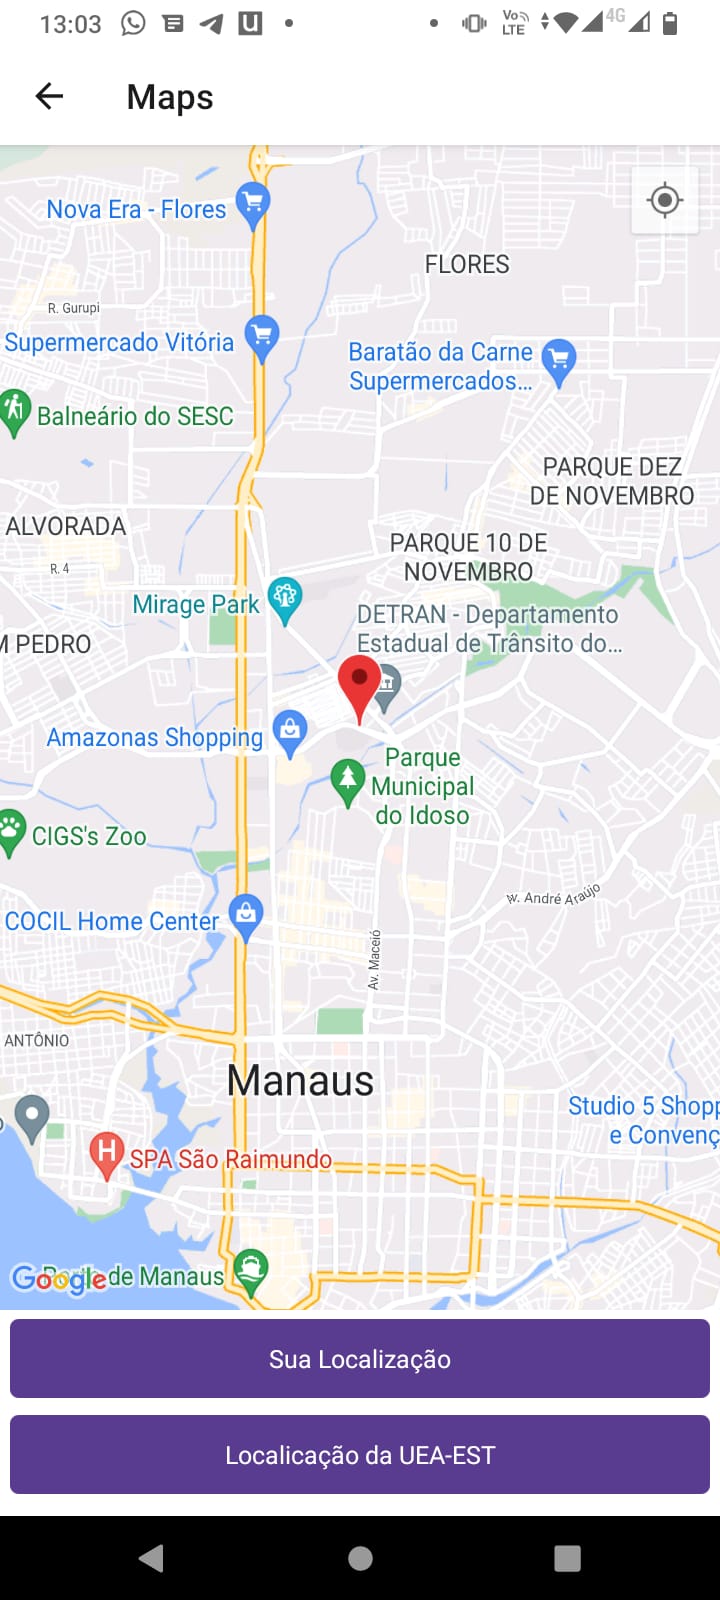 13:03
Vo
LTE
4G
Maps
Nova Era - Flores
FLORES
R. Gurupi
Supermercado Vitória
Baratão da Carne
Supermercados...
Balneário do SESC
PARQUE DEZ
DE NOVEMBRO
ALVORADA
PARQUE 10 DE
NOVEMBRO
R. 4
Mirage Park
DETRAN - Departamento
Estadual de Trânsito do...
M PEDRO
Amazonas Shopping
Parque
Municipal
do Idoso
CIGS's Zoo
W. André Araújo
COCIL Home Center
Av. Maceió
ANTÔNIO
Manaus
Studio 5 Shopp
e Convenç
H
SPA São Raimundo
Google
de Manaus
Sua Localização
Localicação da UEA-EST